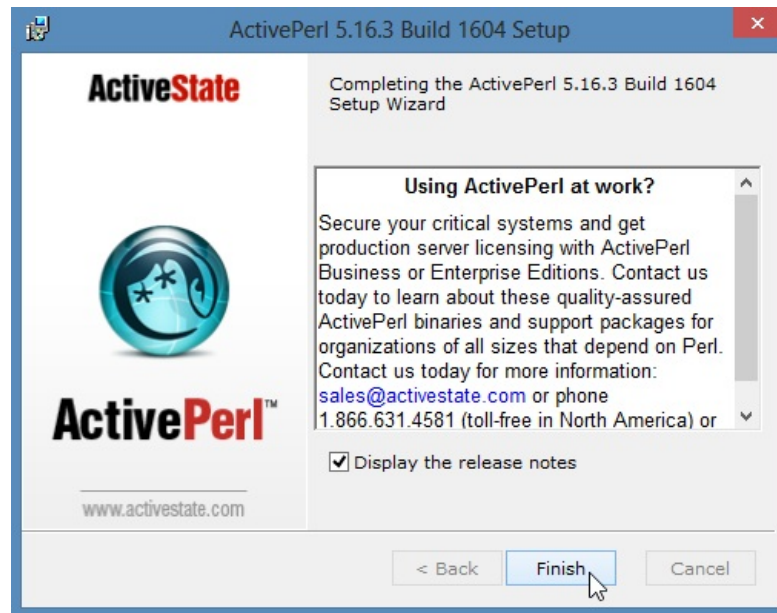 ActivePerl 5.16.3 Build 1604 Setup
ActiveState
Completing the ActivePerl 5.16.3 Build 1604
Setup Wizard
Using ActivePerl at work?
Secure your critical systems and get
production server licensing with ActivePerl
Business or Enterprise Editions. Contact us
today to learn about these quality-assured
ActivePerl binaries and support packages for
organizations of all sizes that depend on Perl.
Contact us today for more information:
sales@activestate.com or phone
1.866.631.4581 (toll-free in North America) or
ActivePerl™
www.activestate.com
Display the release notes
< Back
Finish
Cancel